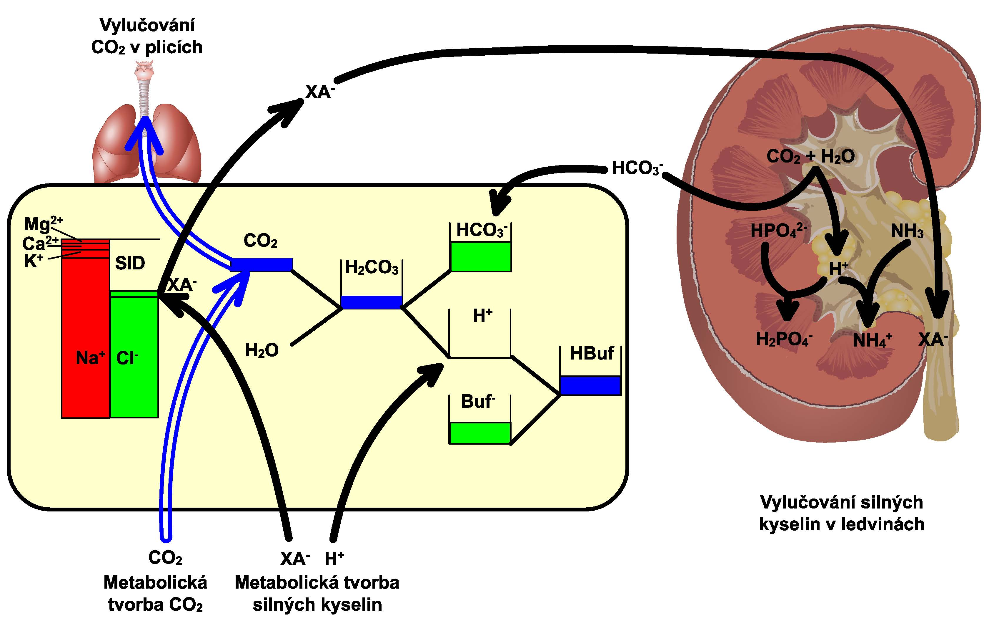 Vylučování
CO₂ v plicích
XA⁻
CO₂ + H₂O
HCO₃⁻
Mg²⁺
Ca²⁺
K⁺
SID
XA⁻
Na⁺
Cl⁻
CO₂
H₂O
H₂CO₃
HCO₃⁻
H⁺
Buf⁻
HBuf
HPO₄²⁻
NH₃
H⁺
H₂PO₄⁻
NH₄⁺
XA⁻
Vylučování silných
kyselin v ledvinách
CO₂
Metabolická
tvorba CO₂
XA⁻ H⁺
Metabolická tvorba
silných kyselin